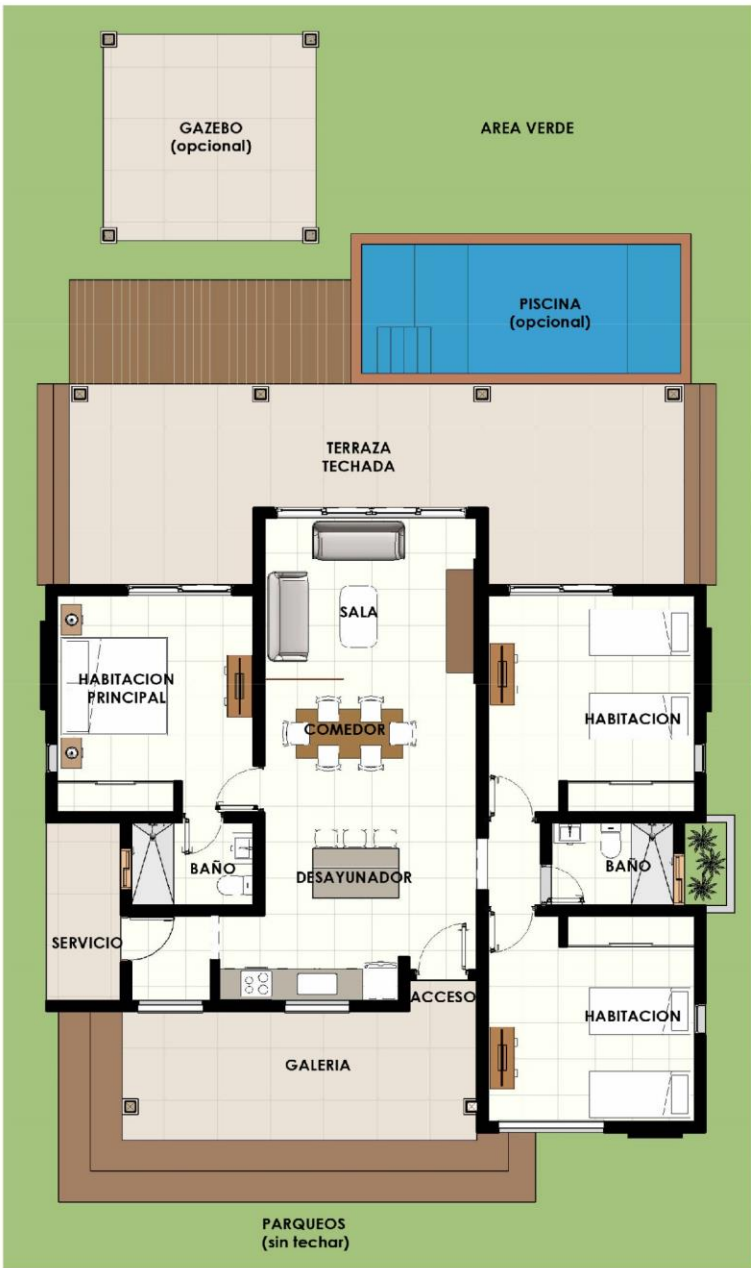 GAZEBO
(opcional)
AREA VERDE
PISCINA
(opcional)
TERRAZA
TECHADA
SALA
HABITACION
PRINCIPAL
COMEDOR
HABITACION
BAÑO
DESAYUNADOR
BAÑO
SERVICIO
ACCESO
HABITACION
GALERIA
PARQUEOS
(sin techar)